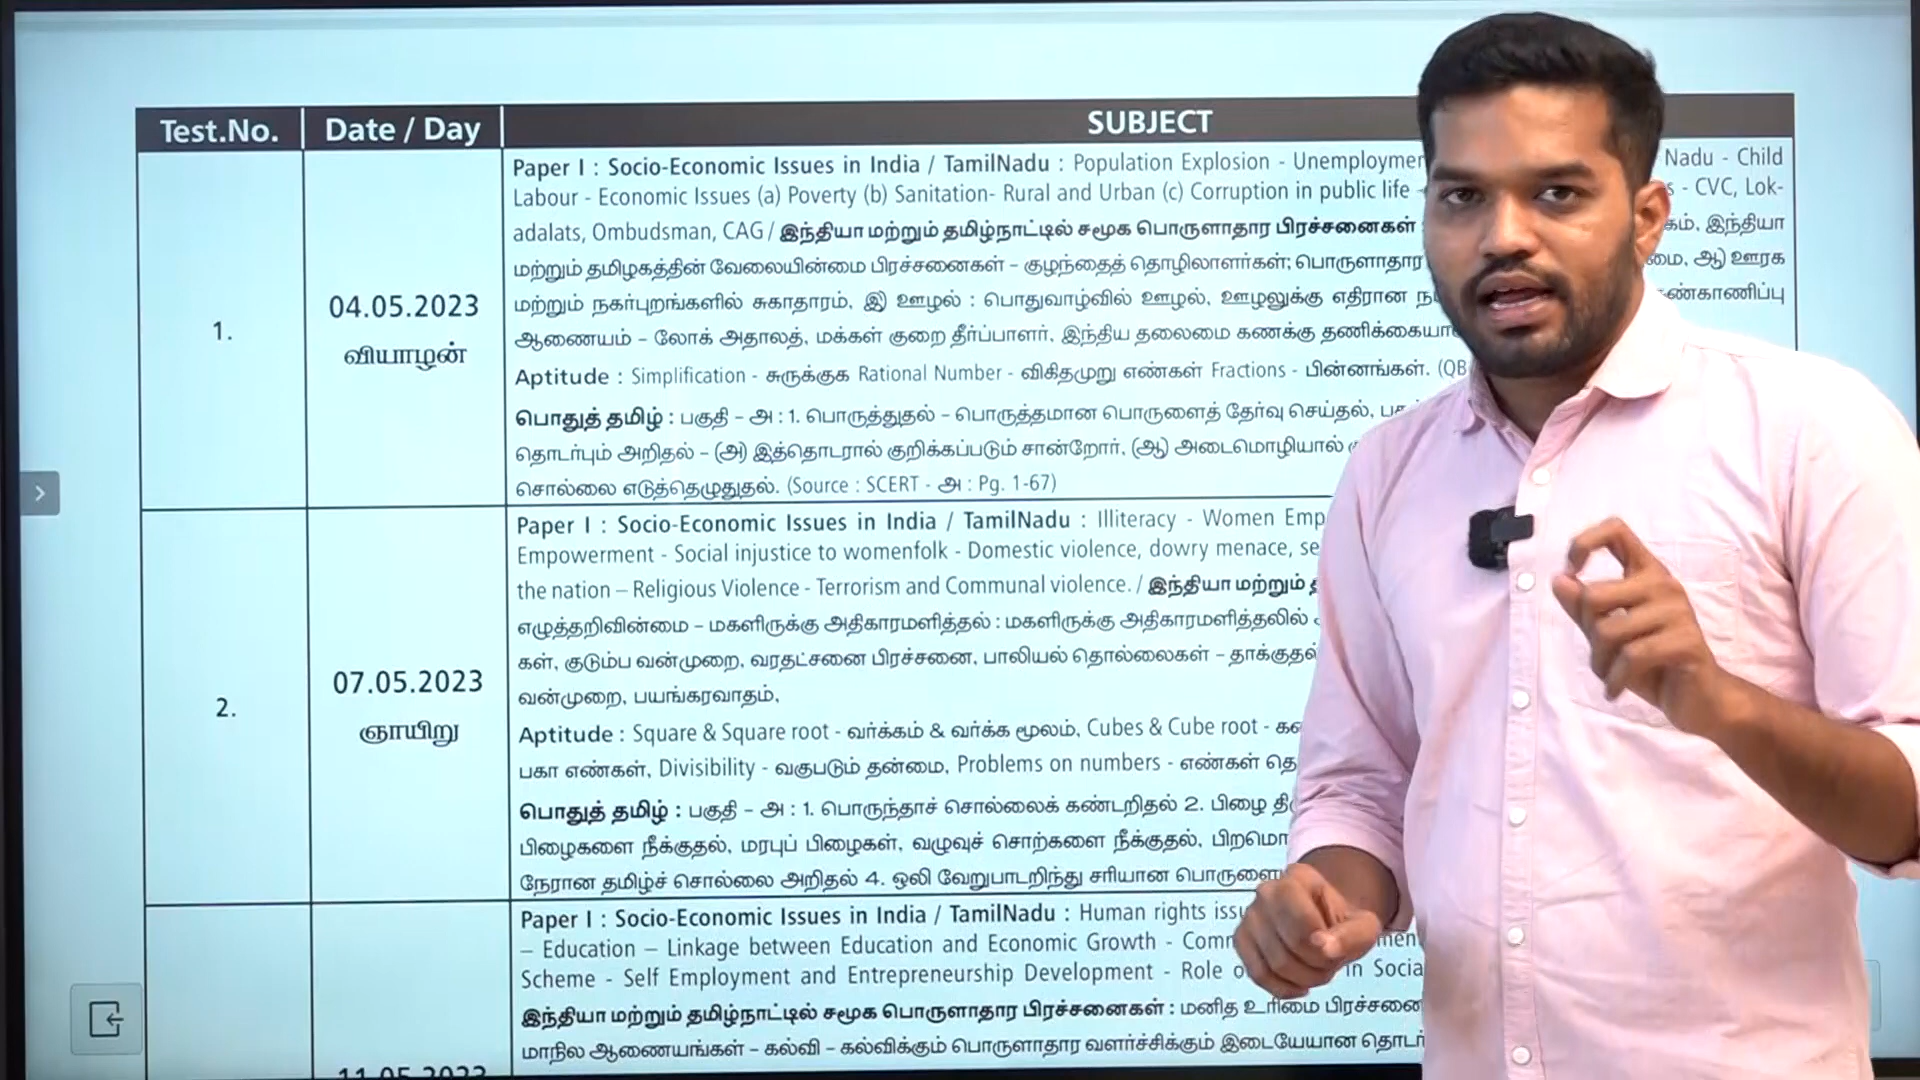 Test.No. Date / Day SUBJECT
Paper I : Socio-Economic Issues in India / TamilNadu : Population Explosion - Nadu - Child
Labour - Economic Issues (a) Poverty (b) Sanitation- Rural and Urban (c) Corruption in public life - CVC, Lok-
adalats, Ombudsman, CAG / இந்தியா மற்றும் தமிழ்நாட்டில் சமூக பொருளாதார பிரச்சனைகள் இந்தியா
மற்றும் தமிழகத்தின் வேலையின்மை பிரச்சனைகள் – குழந்தைத் தொழிலாளர்கள்; பொருளாதார ஆ) ஊரக
மற்றும் நகர்புறங்களில் சுகாதாரம், இ) ஊழல் : பொதுவாழ்வில் ஊழல், ஊழலுக்கு எதிரான
ஆணையம் – லோக் அதாலத், மக்கள் குறை தீர்ப்பாளர், இந்திய தலைமை கணக்கு
1.
04.05.2023
வியாழன்
Aptitude : Simplification - சுருக்குக Rational Number - விகிதமுறு எண்கள் Fractions - பின்னங்கள்.
பொதுத் தமிழ் : பகுதி – அ : 1. பொருத்துதல் – பொருத்தமான பொருளைத் தேர்வு செய்தல்,
தொடர்பும் அறிதல் – (அ) இத்தொடரால் குறிக்கப்படும் சான்றோர், (ஆ) அடைமொழியால்
சொல்லை எடுத்தெழுதுதல். (Source : SCERT - அ : Pg. 1-67)
Paper I : Socio-Economic Issues in India / TamilNadu : Illiteracy - Women
Empowerment - Social injustice to womenfolk - Domestic violence, dowry menace,
the nation – Religious Violence - Terrorism and Communal violence. / இந்தியா மற்றும்
எழுத்தறிவின்மை – மகளிருக்கு அதிகாரமளித்தல் : மகளிருக்கு அதிகாரமளித்தலில்
கள், குடும்ப வன்முறை, வரதட்சனை பிரச்சனை, பாலியல் தொல்லைகள் –
வன்முறை, பயங்கரவாதம்,
2.
07.05.2023
ஞாயிறு
Aptitude : Square & Square root - வர்க்கம் & வர்க்க மூலம், Cubes & Cube root -
பகா எண்கள், Divisibility - வகுபடும் தன்மை, Problems on numbers - எண்கள்
பொதுத் தமிழ் : பகுதி – அ : 1. பொருந்தாச் சொல்லைக் கண்டறிதல் 2. பிழை
பிழைகளை நீக்குதல், மரபுப் பிழைகள், வழுவுச் சொற்களை நீக்குதல்,
நேரான தமிழ்ச் சொல்லை அறிதல் 4. ஒலி வேறுபாடறிந்து சரியான
Paper I : Socio-Economic Issues in India / TamilNadu : Human rights
– Education – Linkage between Education and Economic Growth -
Scheme - Self Employment and Entrepreneurship Development - Role in
இந்தியா மற்றும் தமிழ்நாட்டில் சமூக பொருளாதார பிரச்சனைகள் : மனித உரிமை
மாநில ஆணையங்கள் – கல்வி – கல்விக்கும் பொருளாதார வளர்ச்சிக்கும் இடையேயான
11.05.2023